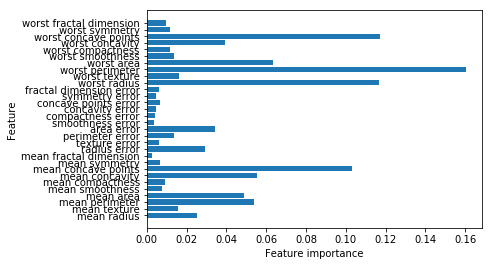 worst fractal dimension
worst symmetry
worst concave points
worst concavity
worst compactness
worst smoothness
worst area
worst perimeter
worst texture
worst radius
fractal dimension error
symmetry error
concave points error
concavity error
compactness error
smoothness error
area error
perimeter error
texture error
radius error
mean fractal dimension
mean symmetry
mean concave points
mean concavity
mean compactness
mean smoothness
mean area
mean perimeter
mean texture
mean radius
Feature
0.00 0.02 0.04 0.06 0.08 0.10 0.12 0.14 0.16
Feature importance